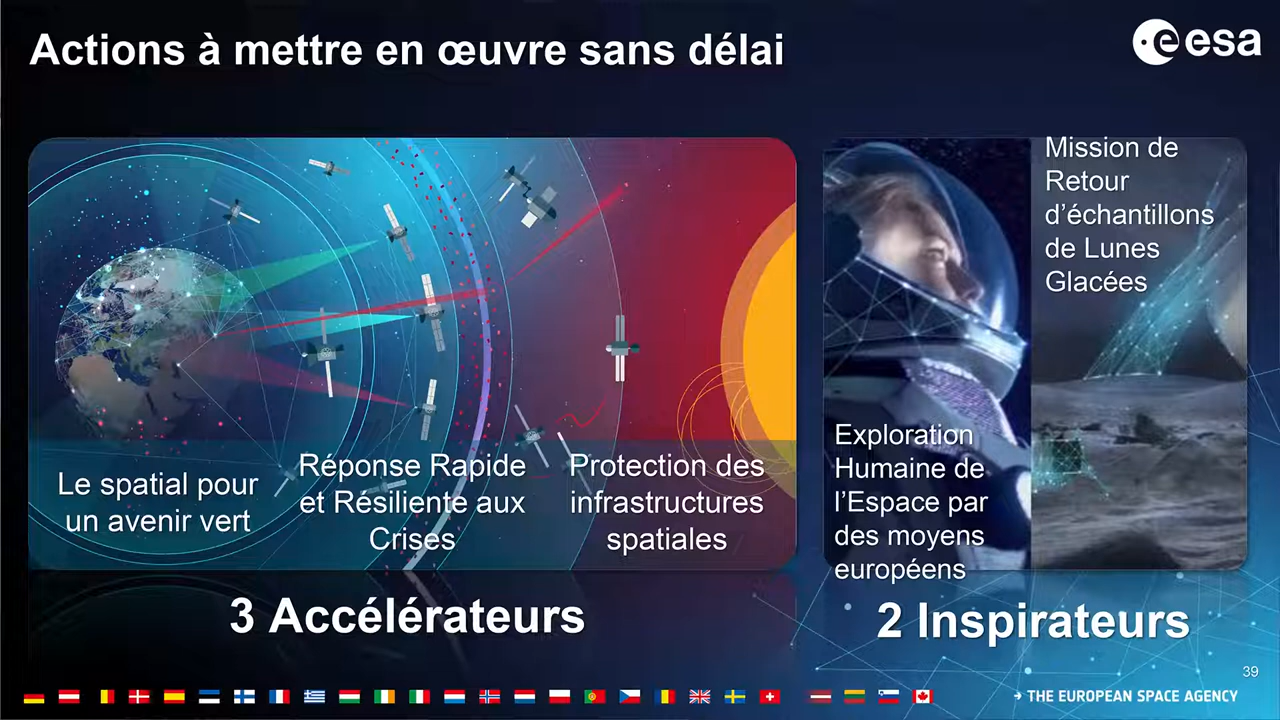 Actions à mettre en œuvre sans délai
esa
Le spatial pour
un avenir vert
Réponse Rapide
et Résiliente aux
Crises
Protection des
infrastructures
spatiales
3 Accélérateurs
Exploration
Humaine de
l’Espace par
des moyens
européens
Mission de
Retour
d’échantillons
de Lunes
Glacées
2 Inspirateurs
39
→ THE EUROPEAN SPACE AGENCY